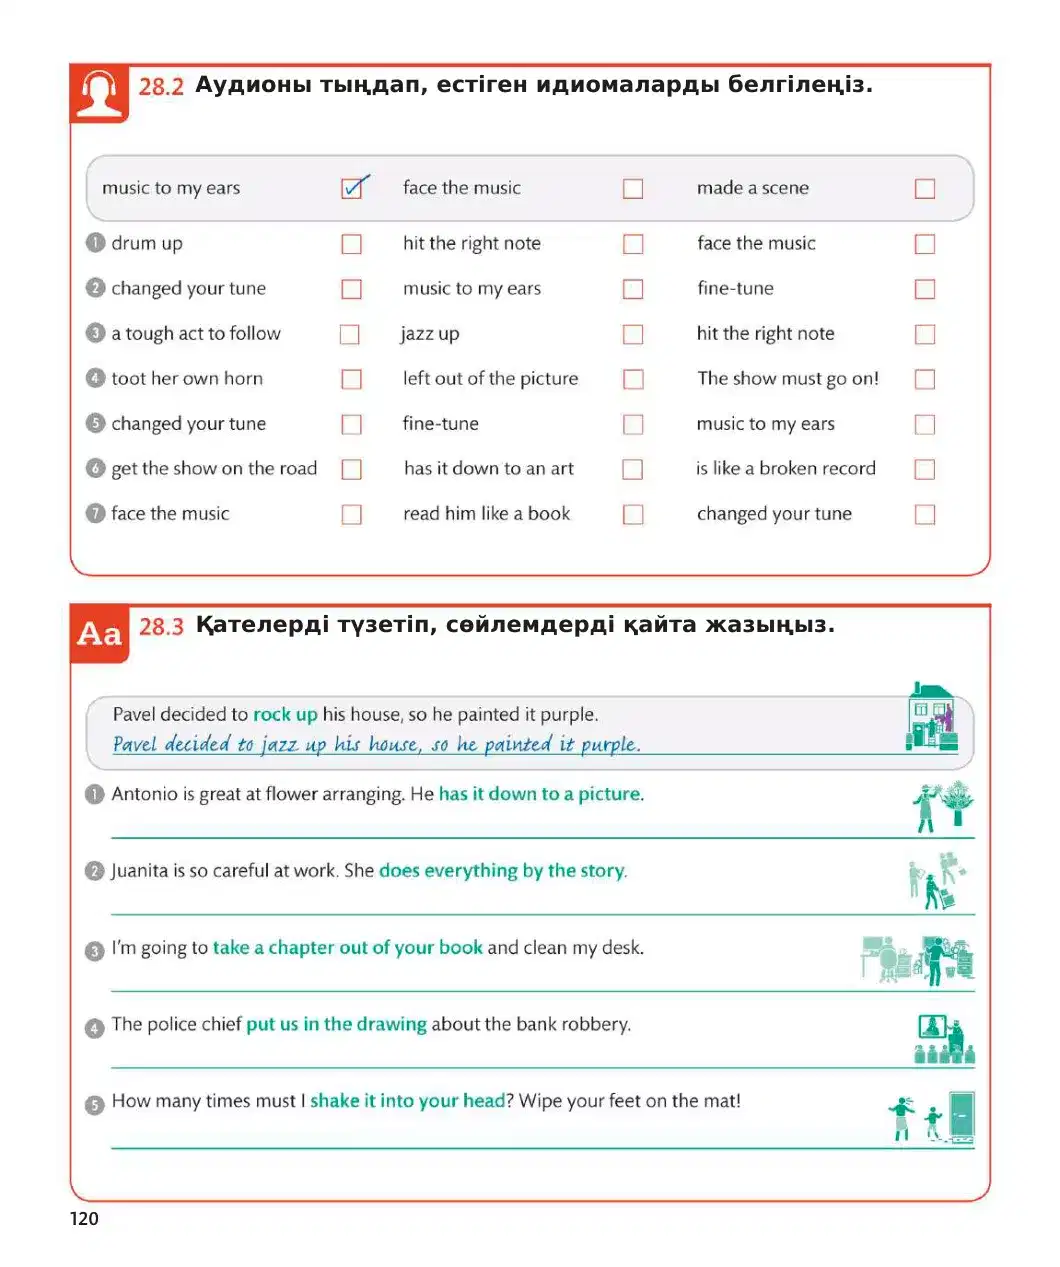 28.2 Аудионы тыңдап, естіген идиомаларды белгілеңіз.
music to my ears face the music made a scene
1 drum up hit the right note face the music
2 changed your tune music to my ears fine-tune
3 a tough act to follow jazz up hit the right note
4 toot her own horn left out of the picture The show must go on!
5 changed your tune fine-tune music to my ears
6 get the show on the road has it down to an art is like a broken record
7 face the music read him like a book changed your tune
Aa 28.3 Қателерді түзетіп, сөйлемдерді қайта жазыңыз.
Pavel decided to rock up his house, so he painted it purple.
Pavel decided to jazz up his house, so he painted it purple.
1 Antonio is great at flower arranging. He has it down to a picture.
2 Juanita is so careful at work. She does everything by the story.
3 I'm going to take a chapter out of your book and clean my desk.
4 The police chief put us in the drawing about the bank robbery.
5 How many times must I shake it into your head? Wipe your feet on the mat!
120